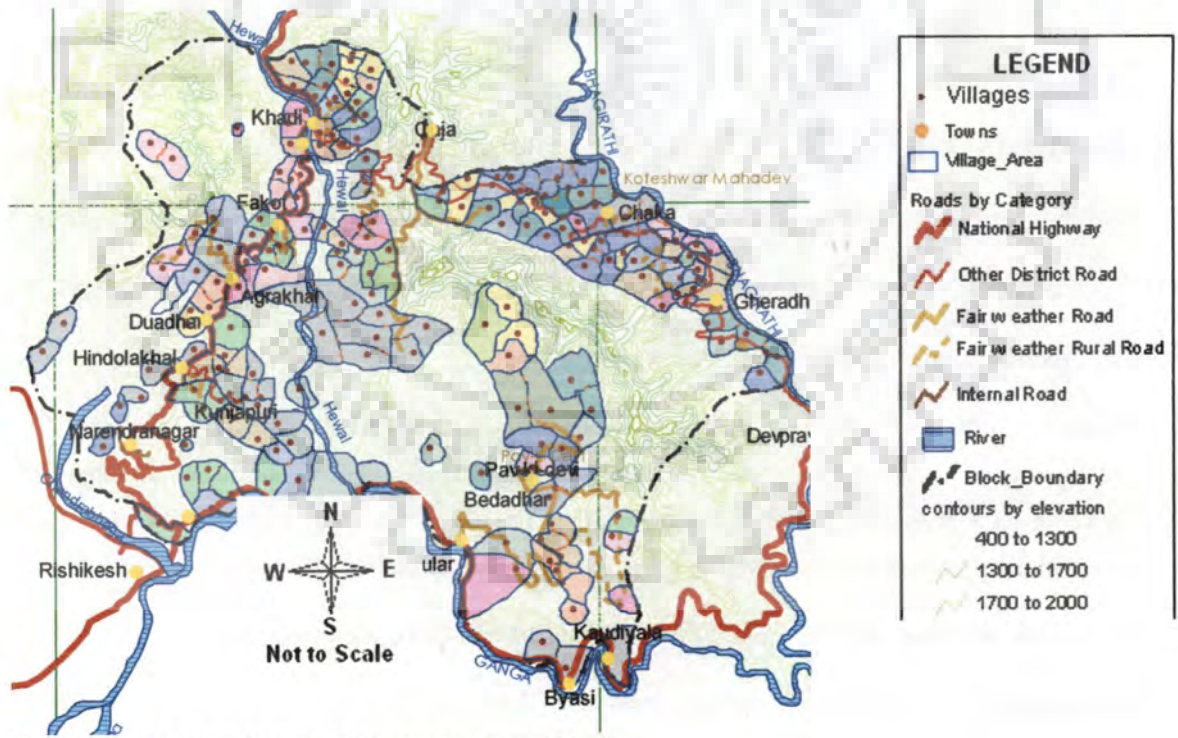 Hewal
Khadi
Gaja
BHAGIRATHI
Koteshwar Mahadev
Hewal
Fakot
Chaka
Agrakhal
BHAGIRATHI
Gheradh
Duadhar
Hindolakhal
Kunjapuri
Hewal
Narendranagar
Devpray
Pavkidevi
Bedadhar
Rishikesh
ular
Kaudiyala
GANGA
Byasi
N
W
E
S
Not to Scale
LEGEND
Villages
Towns
Village_Area
Roads by Category
National Highway
Other District Road
Fair weather Road
Fair weather Rural Road
Internal Road
River
Block_Boundary
contours by elevation
400 to 1300
1300 to 1700
1700 to 2000